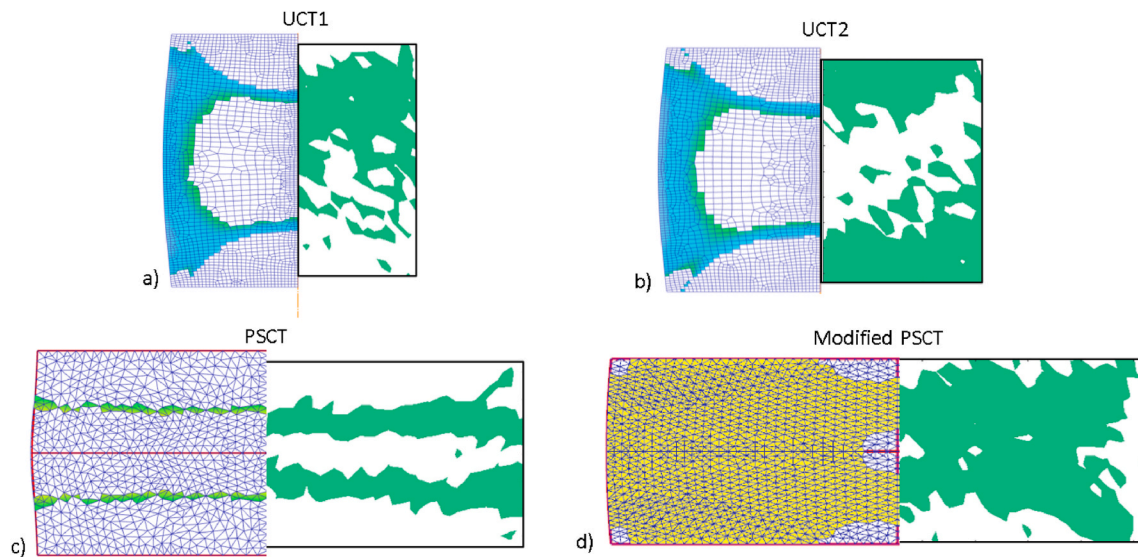 UCT1
UCT2
a)
b)
PSCT
Modified PSCT
c)
d)